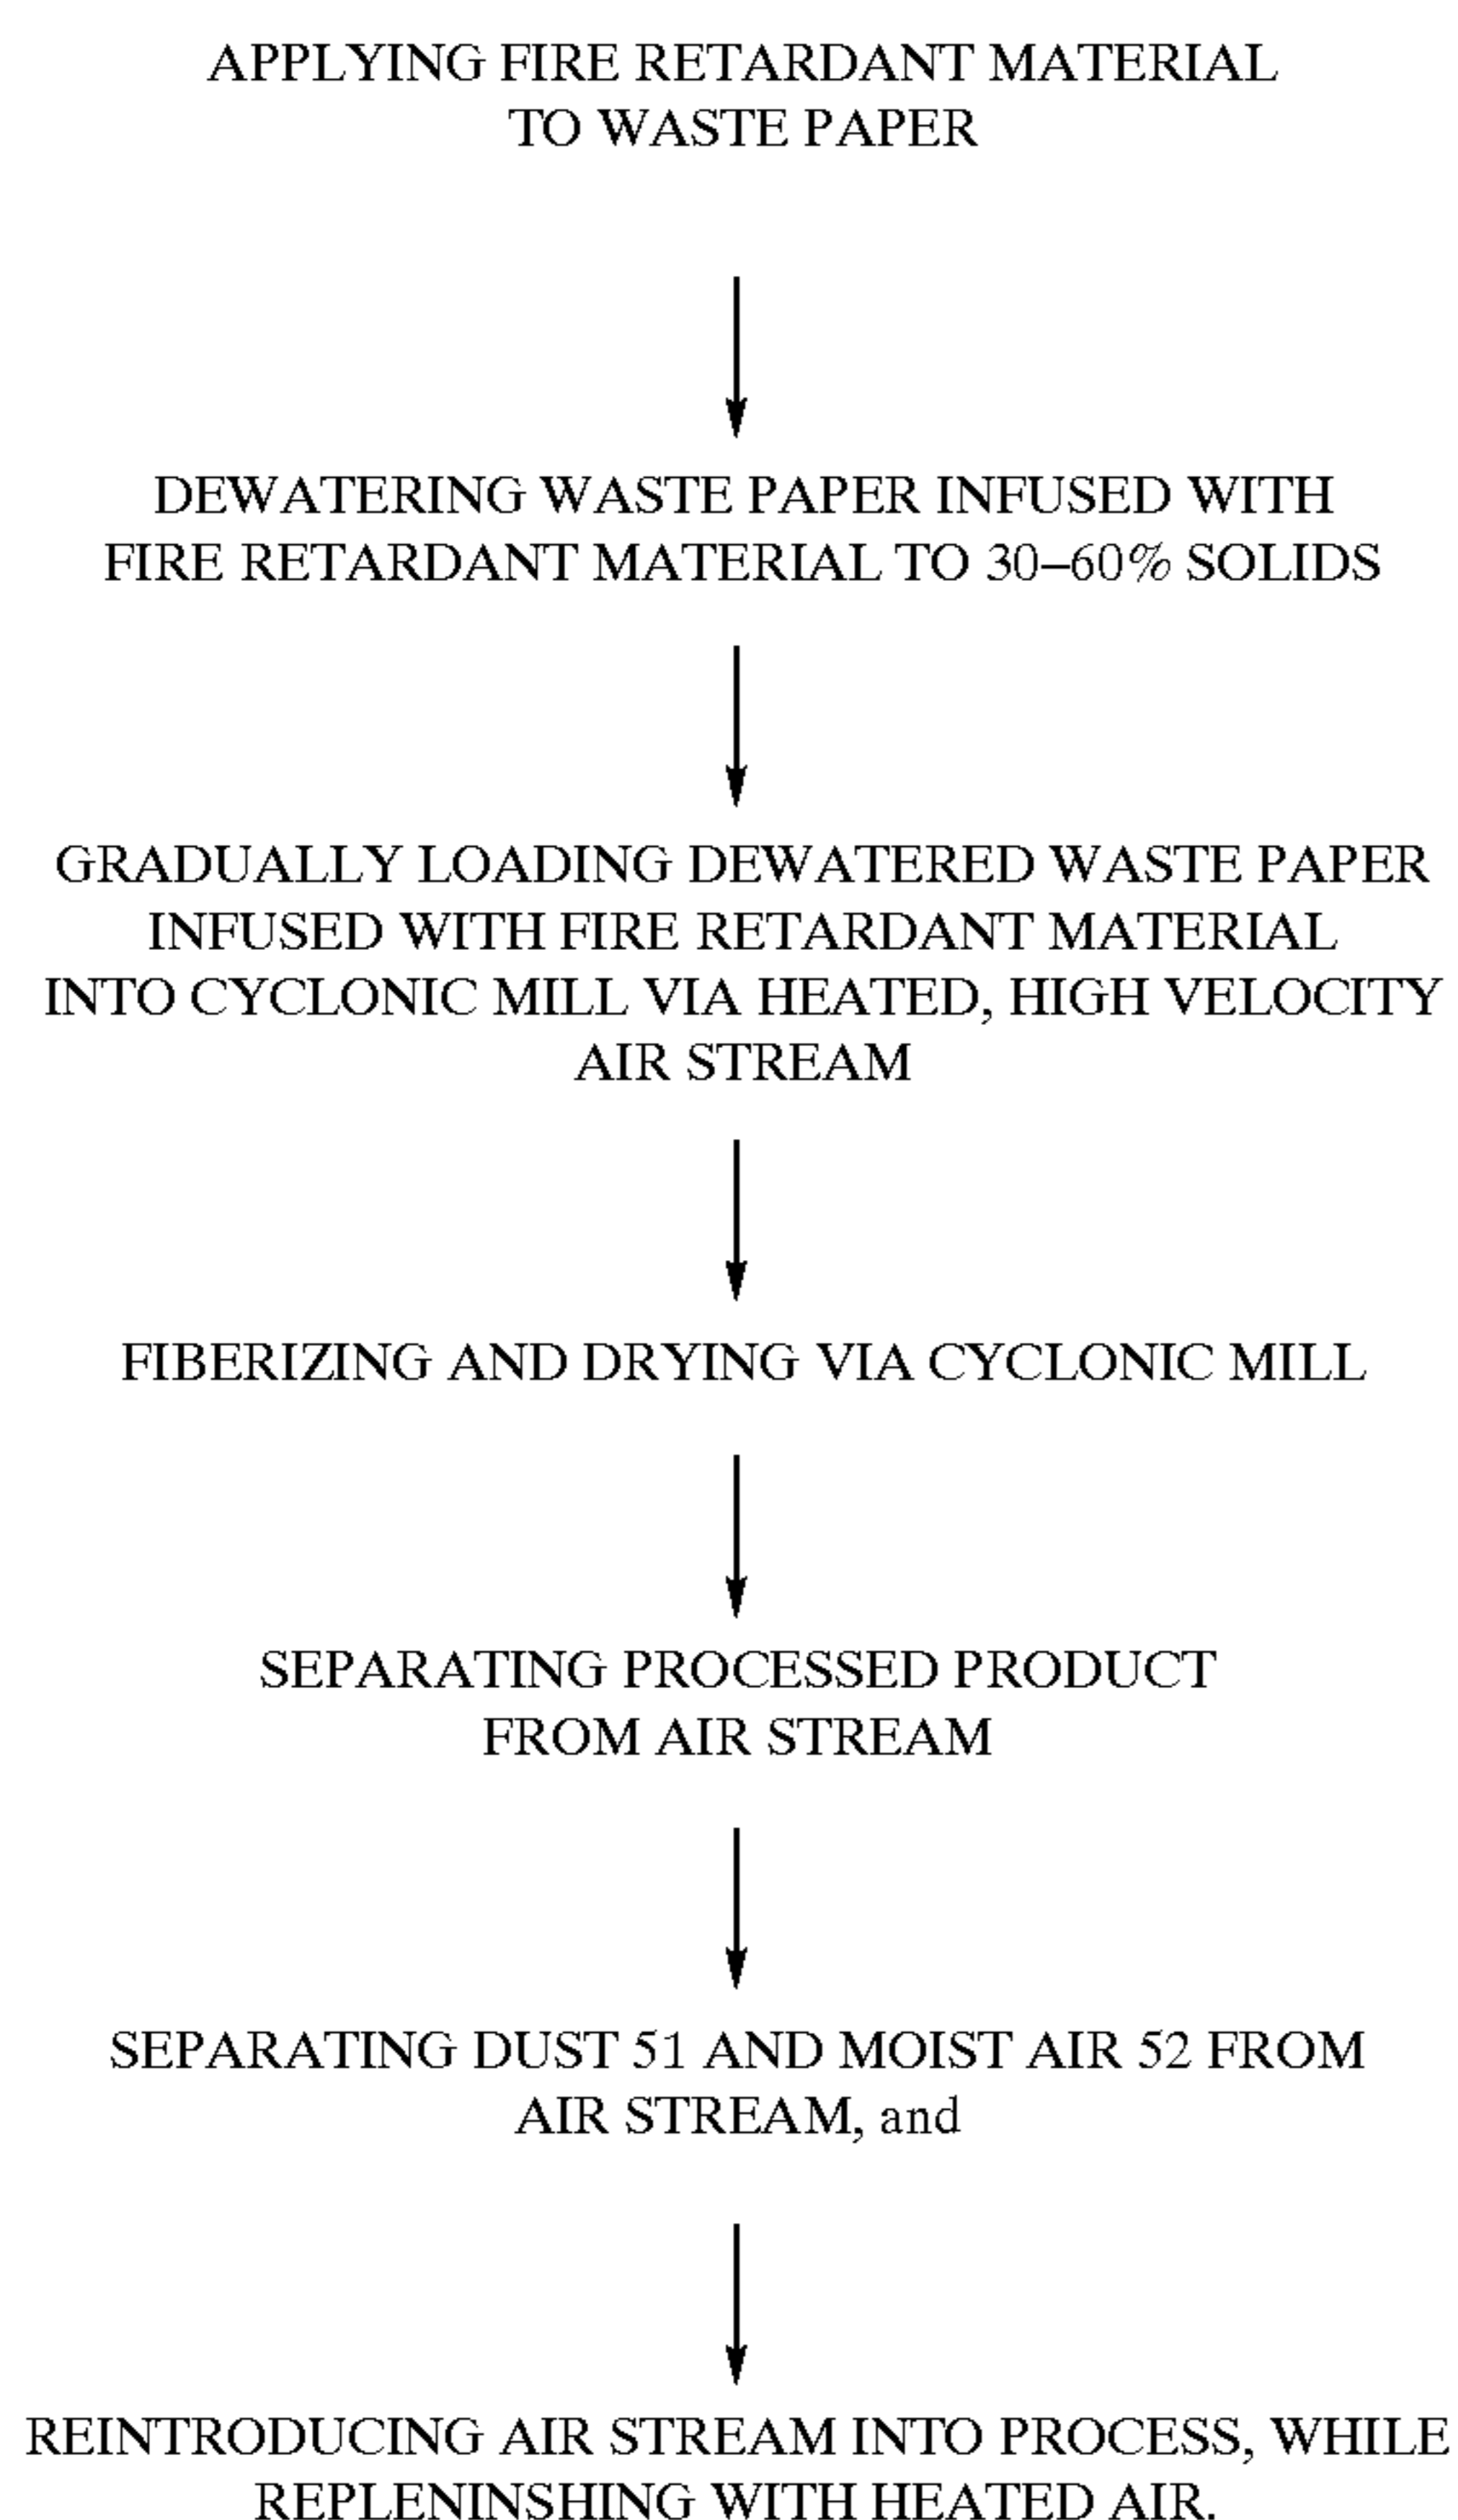 APPLYING FIRE RETARDANT MATERIAL
TO WASTE PAPER
DEWATERING WASTE PAPER INFUSED WITH
FIRE RETARDANT MATERIAL TO 30–60% SOLIDS
GRADUALLY LOADING DEWATERED WASTE PAPER
INFUSED WITH FIRE RETARDANT MATERIAL
INTO CYCLONIC MILL VIA HEATED, HIGH VELOCITY
AIR STREAM
FIBERIZING AND DRYING VIA CYCLONIC MILL
SEPARATING PROCESSED PRODUCT
FROM AIR STREAM
SEPARATING DUST 51 AND MOIST AIR 52 FROM
AIR STREAM, and
REINTRODUCING AIR STREAM INTO PROCESS, WHILE
REPLENINSHING WITH HEATED AIR.